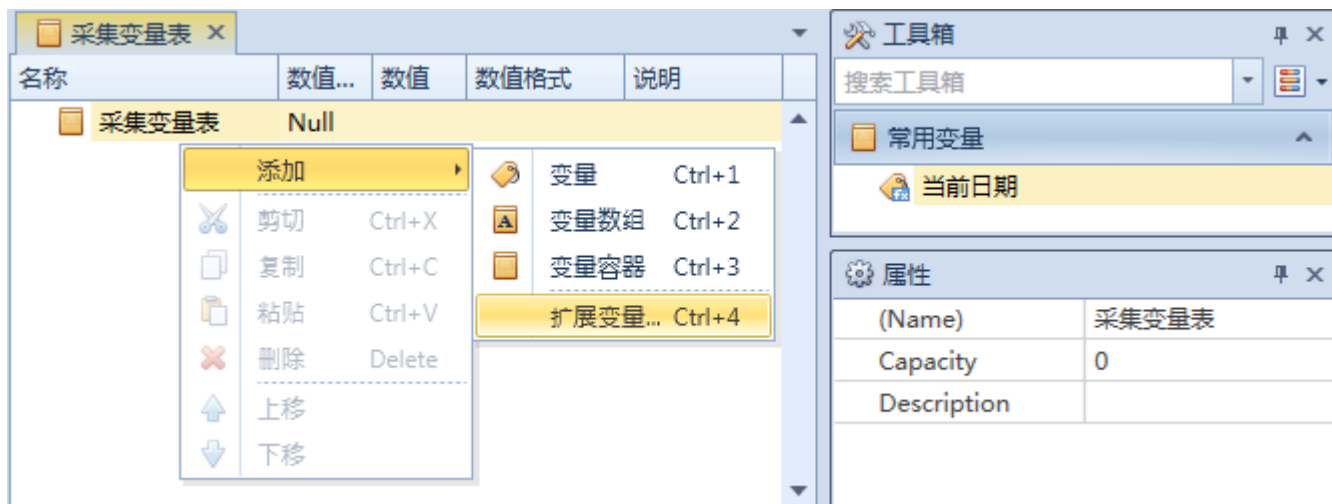 采集变量表
名称 数值... 数值 数值格式 说明
采集变量表 Null
添加
剪切 Ctrl+X
复制 Ctrl+C
粘贴 Ctrl+V
删除 Delete
上移
下移
变量 Ctrl+1
变量数组 Ctrl+2
变量容器 Ctrl+3
扩展变量... Ctrl+4
工具箱
搜索工具箱
常用变量
当前日期
属性
(Name) 采集变量表
Capacity 0
Description